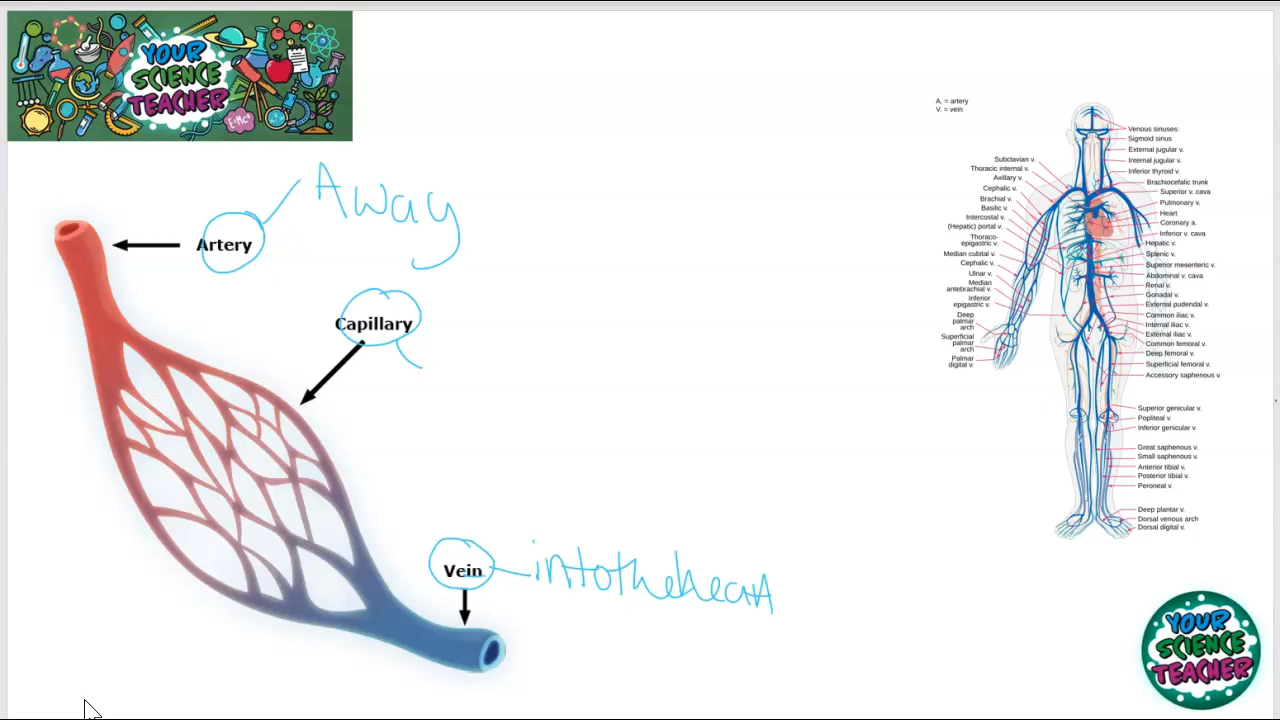 YOUR
SCIENCE
TEACHER
E=MC²
Away
Artery
Capillary
Vein
into the heart
A. = artery
V. = vein
Subclavian v.
Thoracic internal v.
Axillary v.
Cephalic v.
Brachial v.
Basilic v.
Intercostal v.
(Hepatic) portal v.
Thoraco-
epigastric v.
Median cubital v.
Cephalic v.
Ulnar v.
Median
antebrachial v.
Inferior
epigastric v.
Deep
palmar
arch
Superficial
palmar
arch
Palmar
digital v.
Venous sinuses:
Sigmoid sinus
External jugular v.
Internal jugular v.
Inferior thyroid v.
Brachiocefalic trunk
Superior v. cava
Pulmonary v.
Heart
Coronary a.
Inferior v. cava
Hepatic v.
Splenic v.
Superior mesenteric v.
Abdominal v. cava
Renal v.
Gonadal v.
External pudendal v.
Common iliac v.
Internal iliac v.
External iliac v.
Common femoral v.
Deep femoral v.
Superficial femoral v.
Accessory saphenous v.
Superior genicular v.
Popliteal v.
Inferior genicular v.
Great saphenous v.
Small saphenous v.
Anterior tibial v.
Posterior tibial v.
Peroneal v.
Deep plantar v.
Dorsal venous arch
Dorsal digital v.
YOUR
SCIENCE
TEACHER